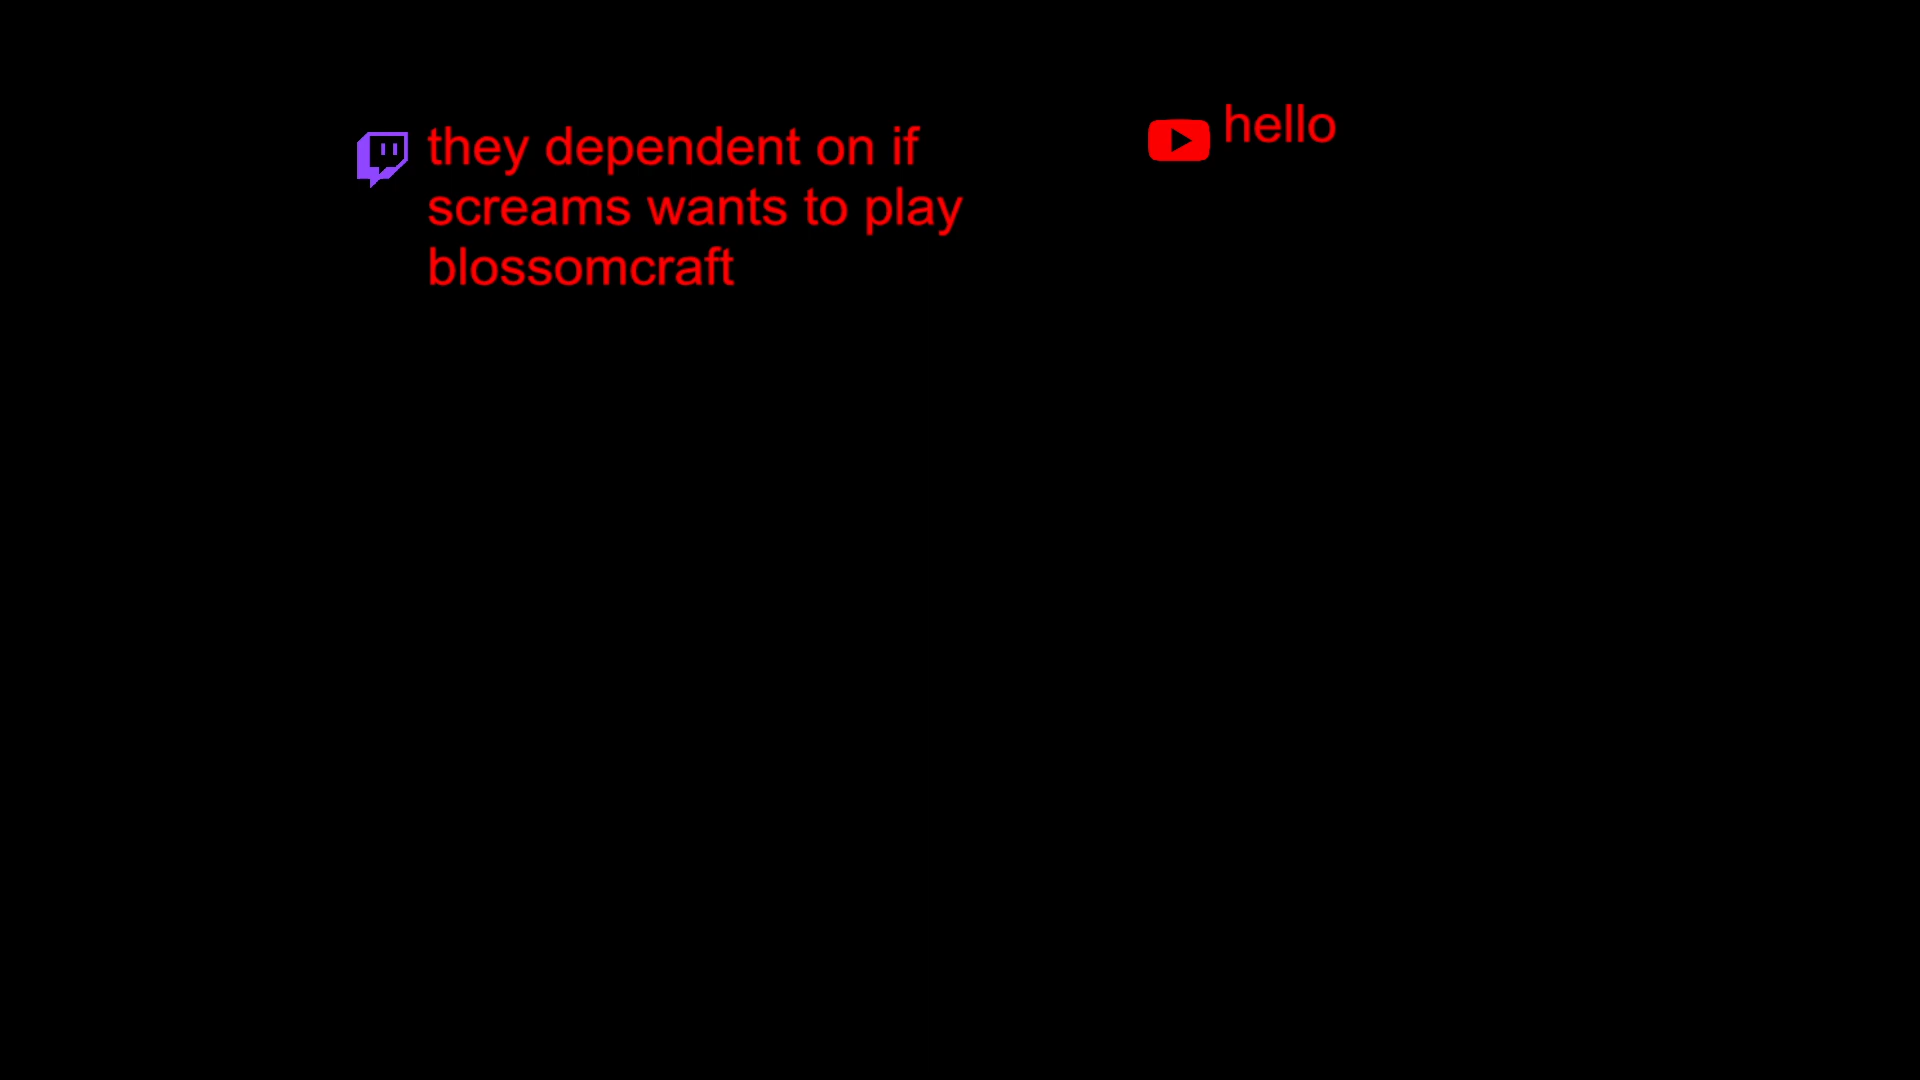 they dependent on if
screams wants to play
blossomcraft
hello